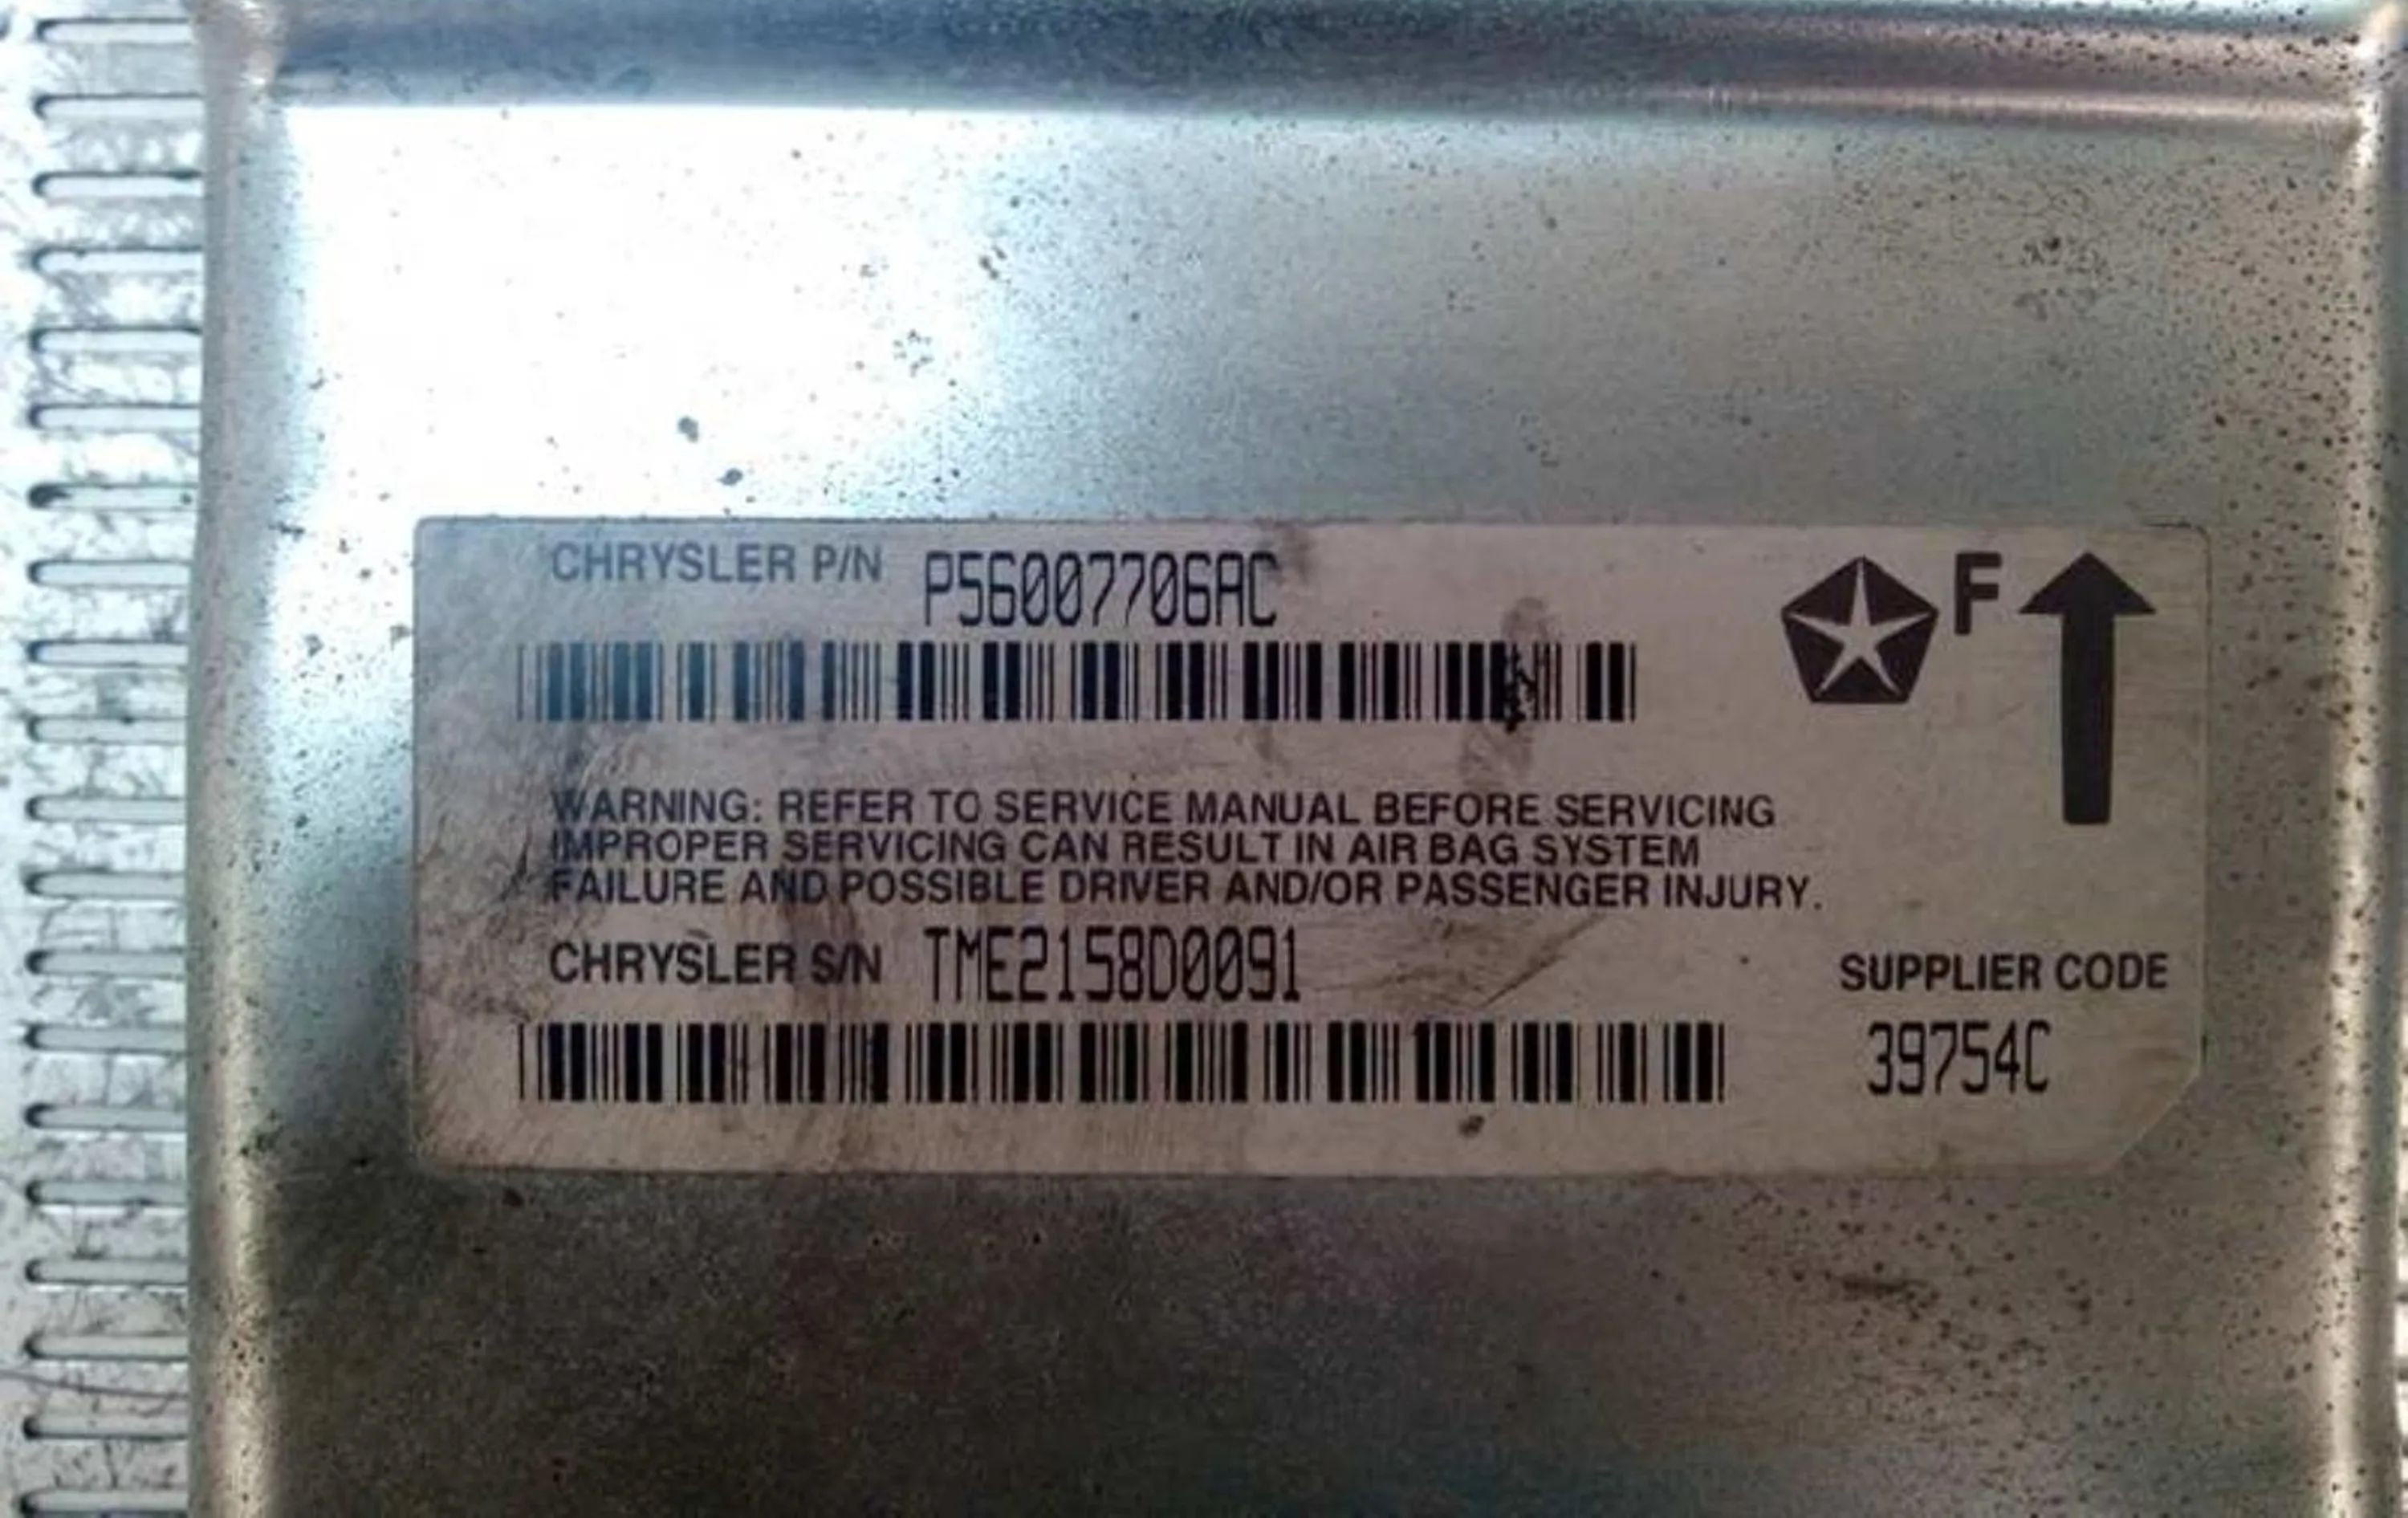 CHRYSLER P/N P56007706AC
F
WARNING: REFER TO SERVICE MANUAL BEFORE SERVICING
IMPROPER SERVICING CAN RESULT IN AIR BAG SYSTEM
FAILURE AND POSSIBLE DRIVER AND/OR PASSENGER INJURY.
CHRYSLER S/N TME2158D0091
SUPPLIER CODE
39754C